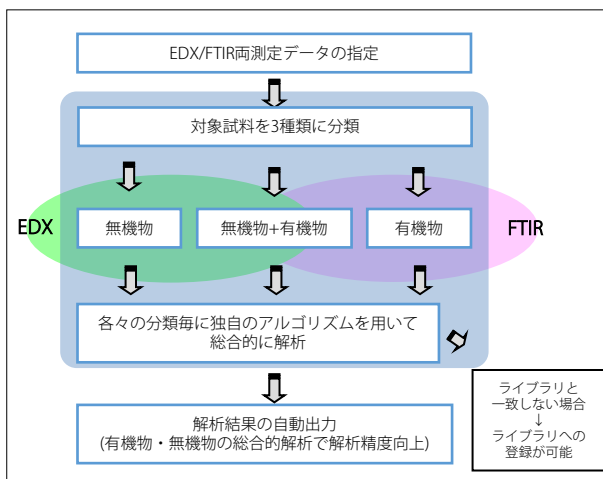 EDX/FTIR両測定データの指定
対象試料を3種類に分類
EDX
無機物
無機物+有機物
有機物
FTIR
各々の分類毎に独自のアルゴリズムを用いて
総合的に解析
ライブラリと
一致しない場合
↓
ライブラリへの
登録が可能
解析結果の自動出力
(有機物・無機物の総合的解析で解析精度向上)